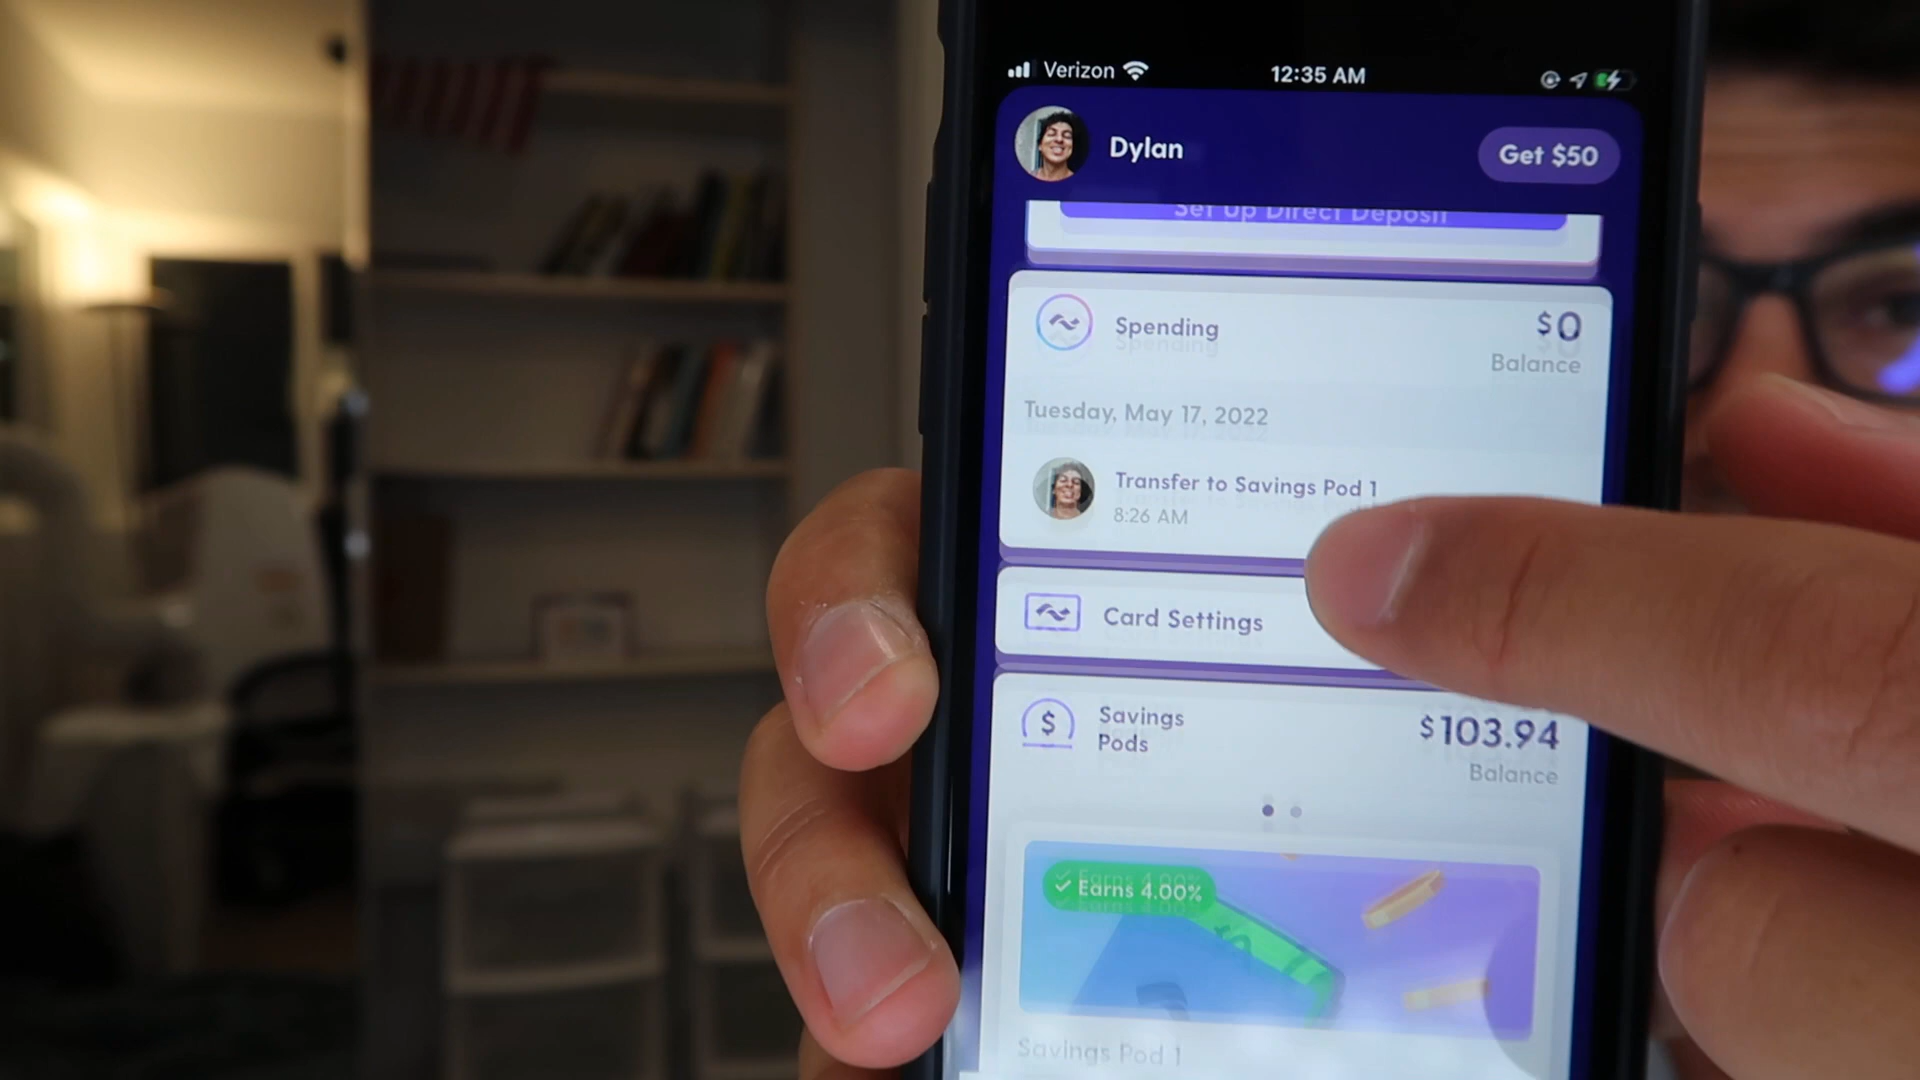 Verizon
12:35 AM
Dylan
Get $50
Set Up Direct Deposit
Spending
$0
Balance
Tuesday, May 17, 2022
Transfer to Savings Pod 1
8:26 AM
Card Settings
$
Savings
Pods
$103.94
Balance
✓ Earns 4.00%
Savings Pod 1